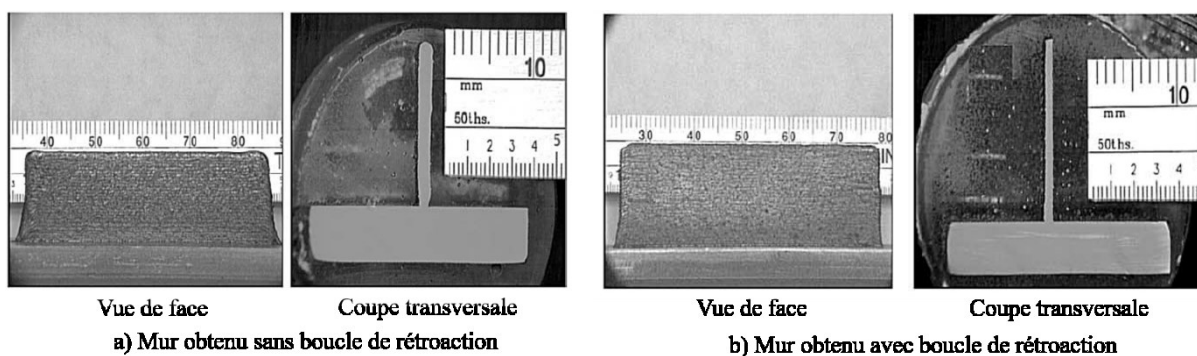 40 50 60 70 80
10
mm
50ths.
1 2 3 4 5
30 40 50 60 70 80
IN
10
mm
50ths.
1 2 3 4
Vue de face
Coupe transversale
Vue de face
Coupe transversale
a) Mur obtenu sans boucle de rétroaction
b) Mur obtenu avec boucle de rétroaction